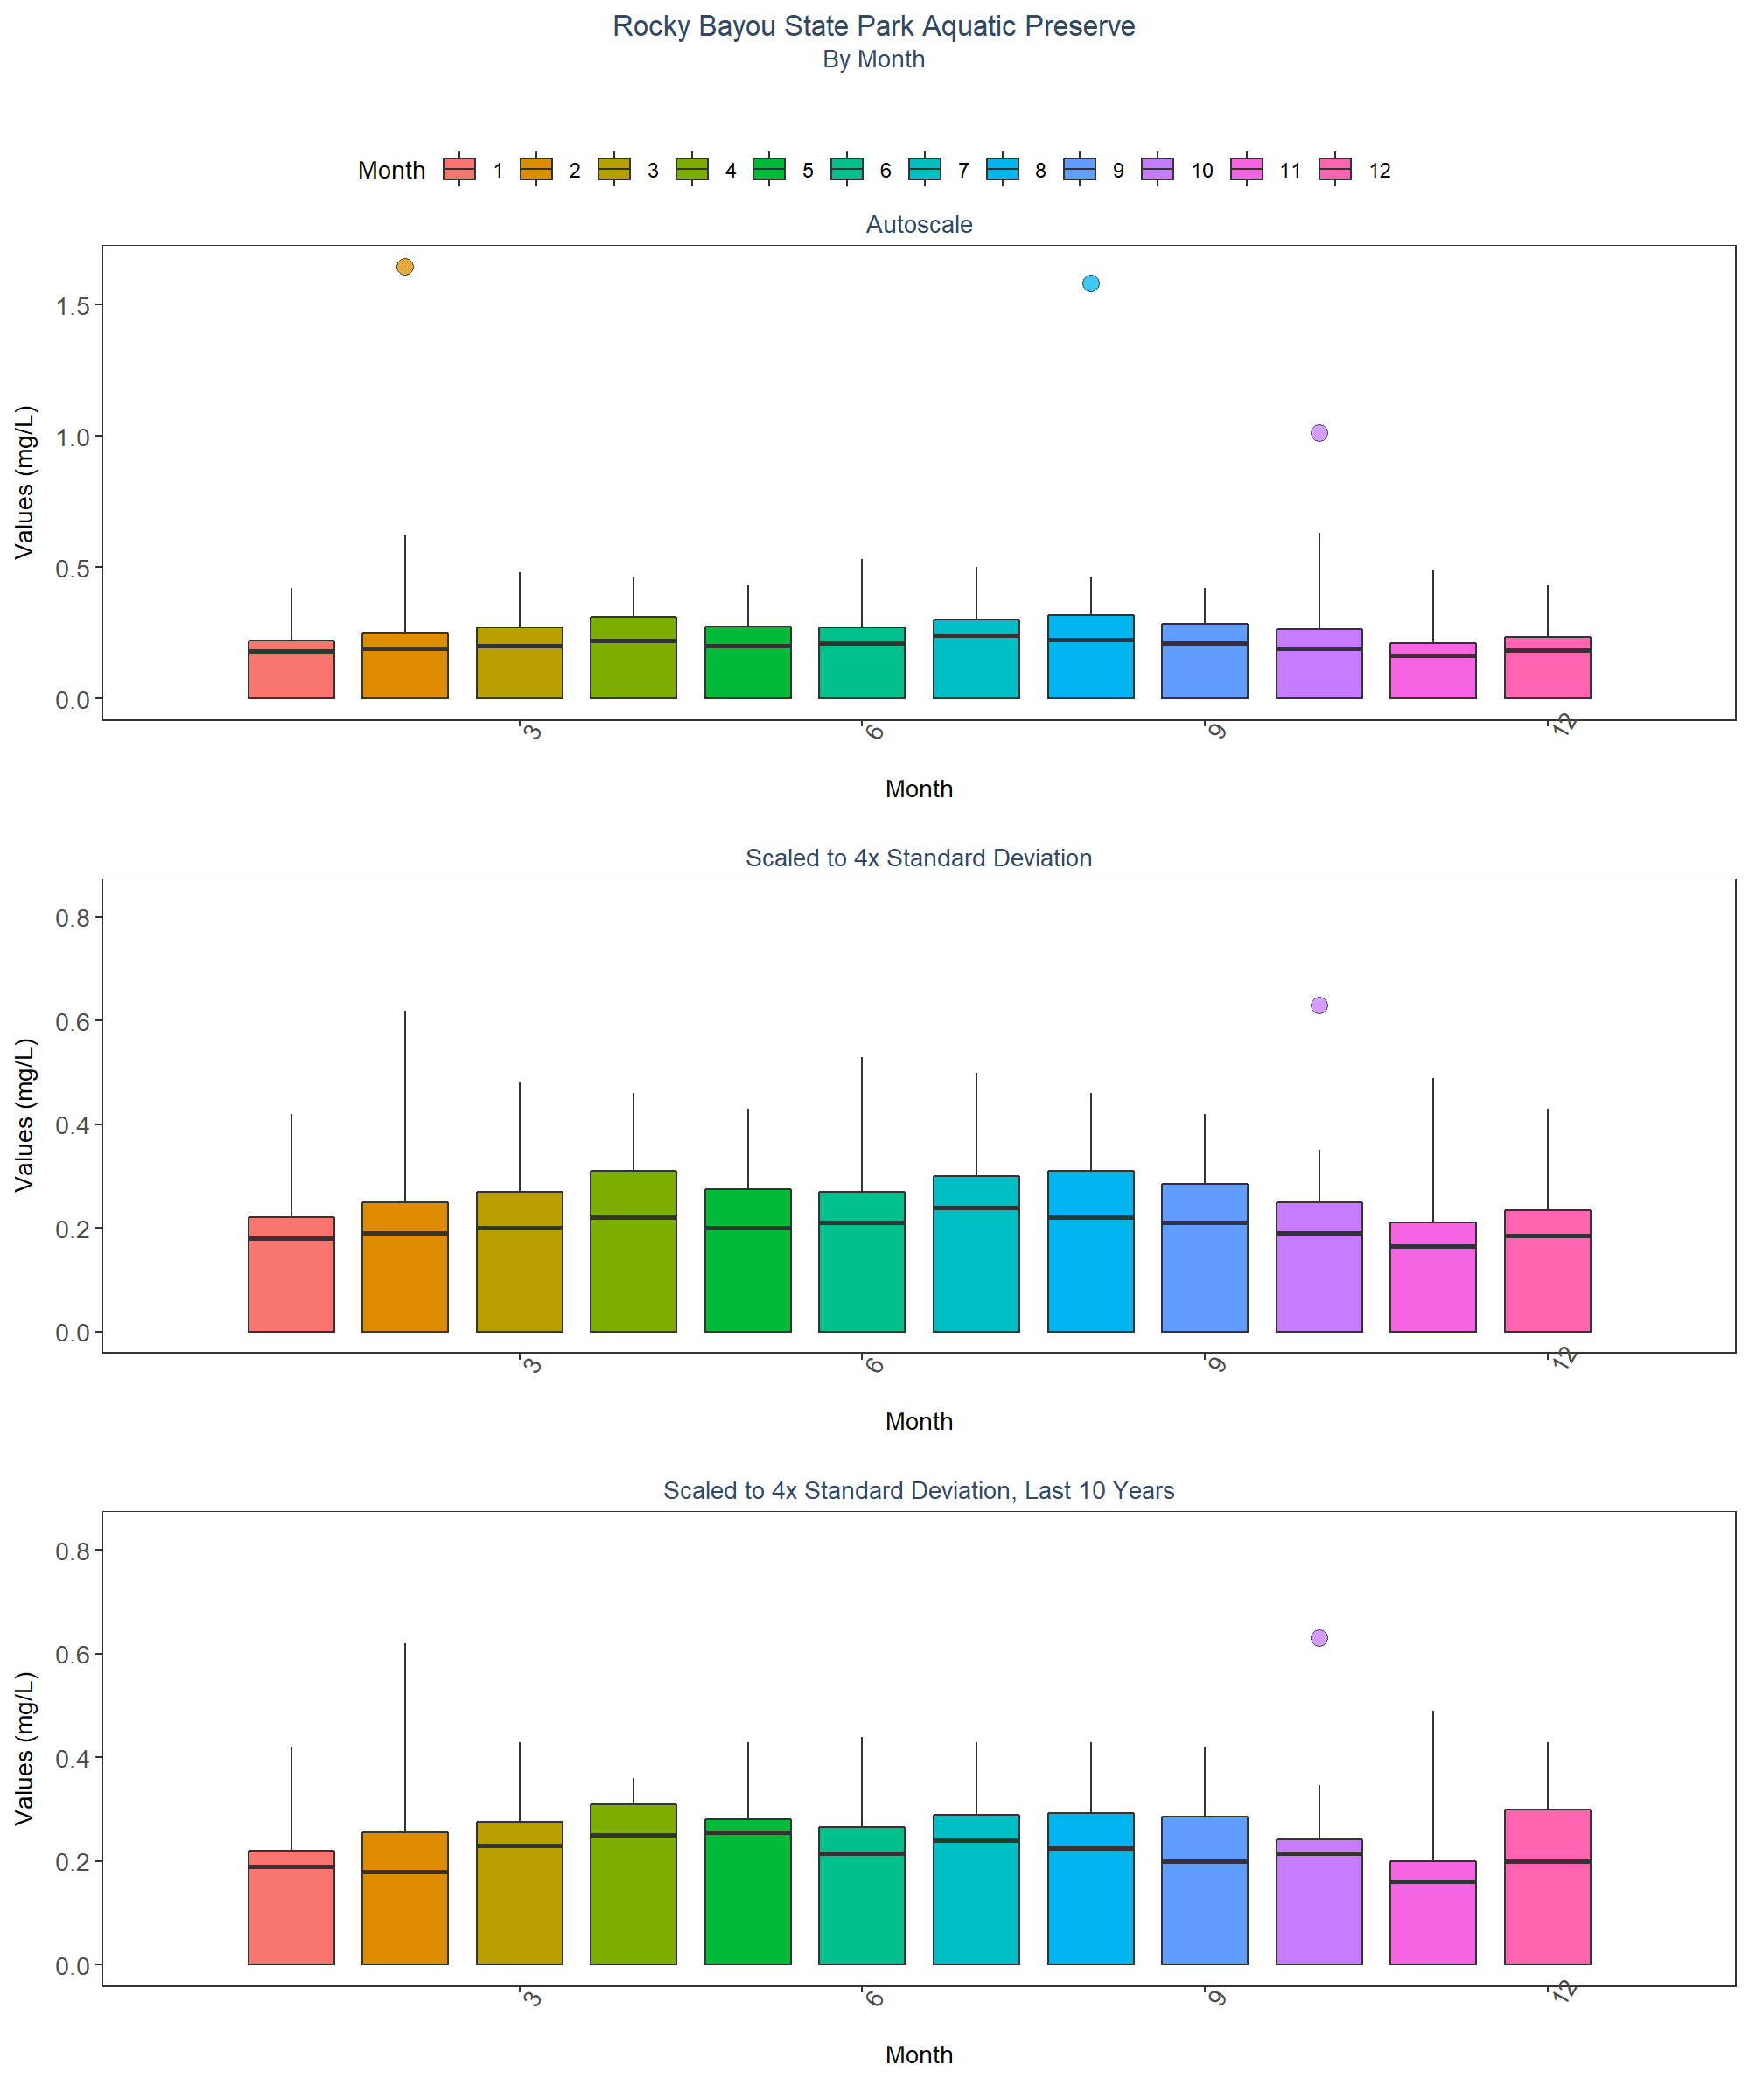 Rocky Bayou State Park Aquatic Preserve
By Month
Month 1 2 3 4 5 6 7 8 9 10 11 12
Autoscale
Values (mg/L)
1.5
1.0
0.5
0.0
3 6 9 12
Month
Scaled to 4x Standard Deviation
Values (mg/L)
0.8
0.6
0.4
0.2
0.0
3 6 9 12
Month
Scaled to 4x Standard Deviation, Last 10 Years
Values (mg/L)
0.8
0.6
0.4
0.2
0.0
3 6 9 12
Month